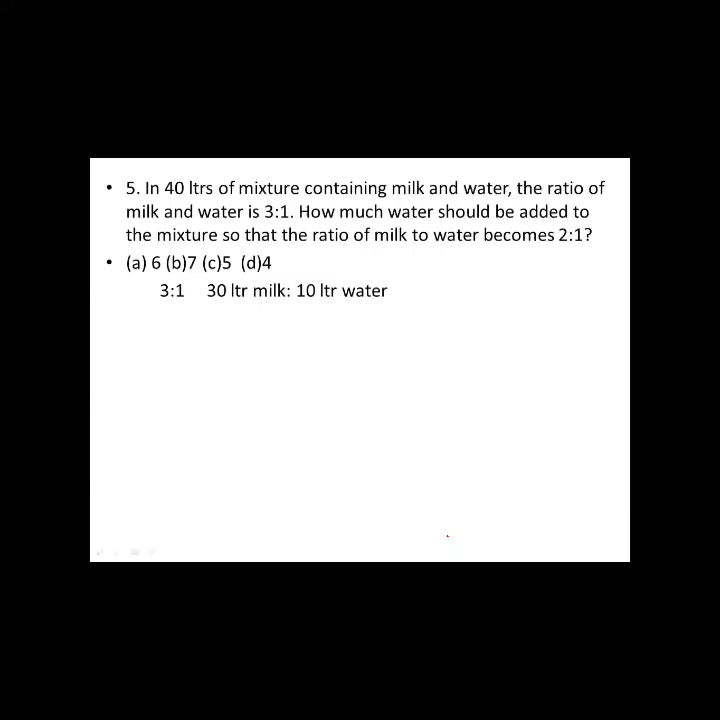 • 5. In 40 ltrs of mixture containing milk and water, the ratio of
milk and water is 3:1. How much water should be added to
the mixture so that the ratio of milk to water becomes 2:1?
• (a) 6 (b)7 (c)5 (d)4
3:1 30 ltr milk: 10 ltr water